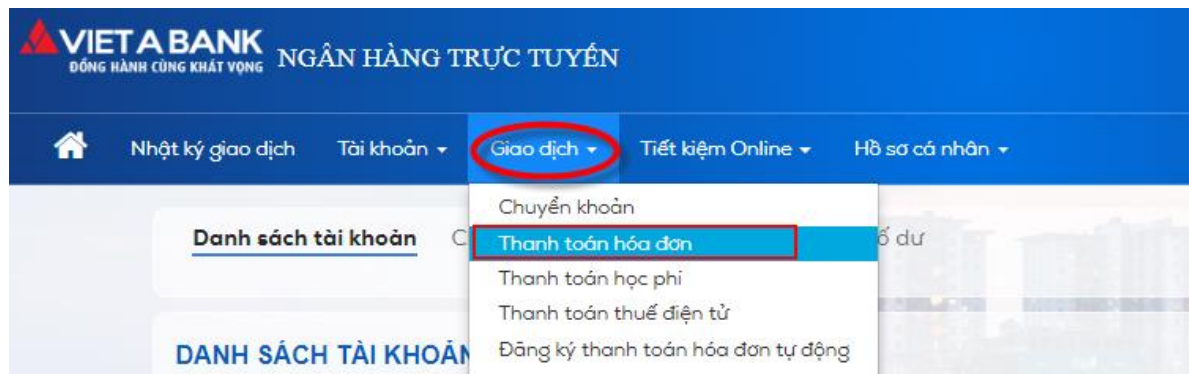 VIET A BANK
ĐỒNG HÀNH CÙNG KHÁT VỌNG
NGÂN HÀNG TRỰC TUYẾN
Nhật ký giao dịch Tài khoản Giao dịch Tiết kiệm Online Hồ sơ cá nhân
Chuyển khoản
Danh sách tài khoản
Thanh toán hóa đơn
ố dư
Thanh toán học phí
Thanh toán thuế điện tử
DANH SÁCH TÀI KHOẢN
Đăng ký thanh toán hóa đơn tự động